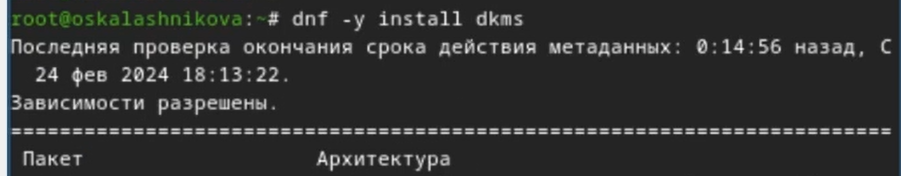 root@oskalashnikova:~# dnf -y install dkms
Последняя проверка окончания срока действия метаданных: 0:14:56 назад, С
24 фев 2024 18:13:22.
Зависимости разрешены.
================================================================================
Пакет Архитектура